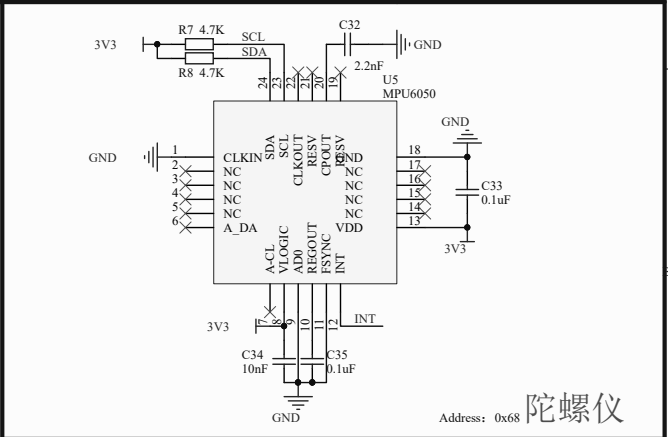 R7 4.7K
SCL
3V3
SDA
R8 4.7K
C32
GND
2.2nF
U5
MPU6050
24
23
22
21
20
19
SDA
SCL
CLKOUT
RESV
CPOUT
RESV
GND
1
CLKIN
2
NC
3
NC
4
NC
5
NC
6
A_DA
GND
GND
18
NC
17
NC
16
NC
15
NC
14
VDD
13
C33
0.1uF
3V3
A-CL
VLOGIC
AD0
REGOUT
FSYNC
INT
7
8
9
10
11
12
INT
3V3
C34
10nF
C35
0.1uF
GND
Address：0x68
陀螺仪